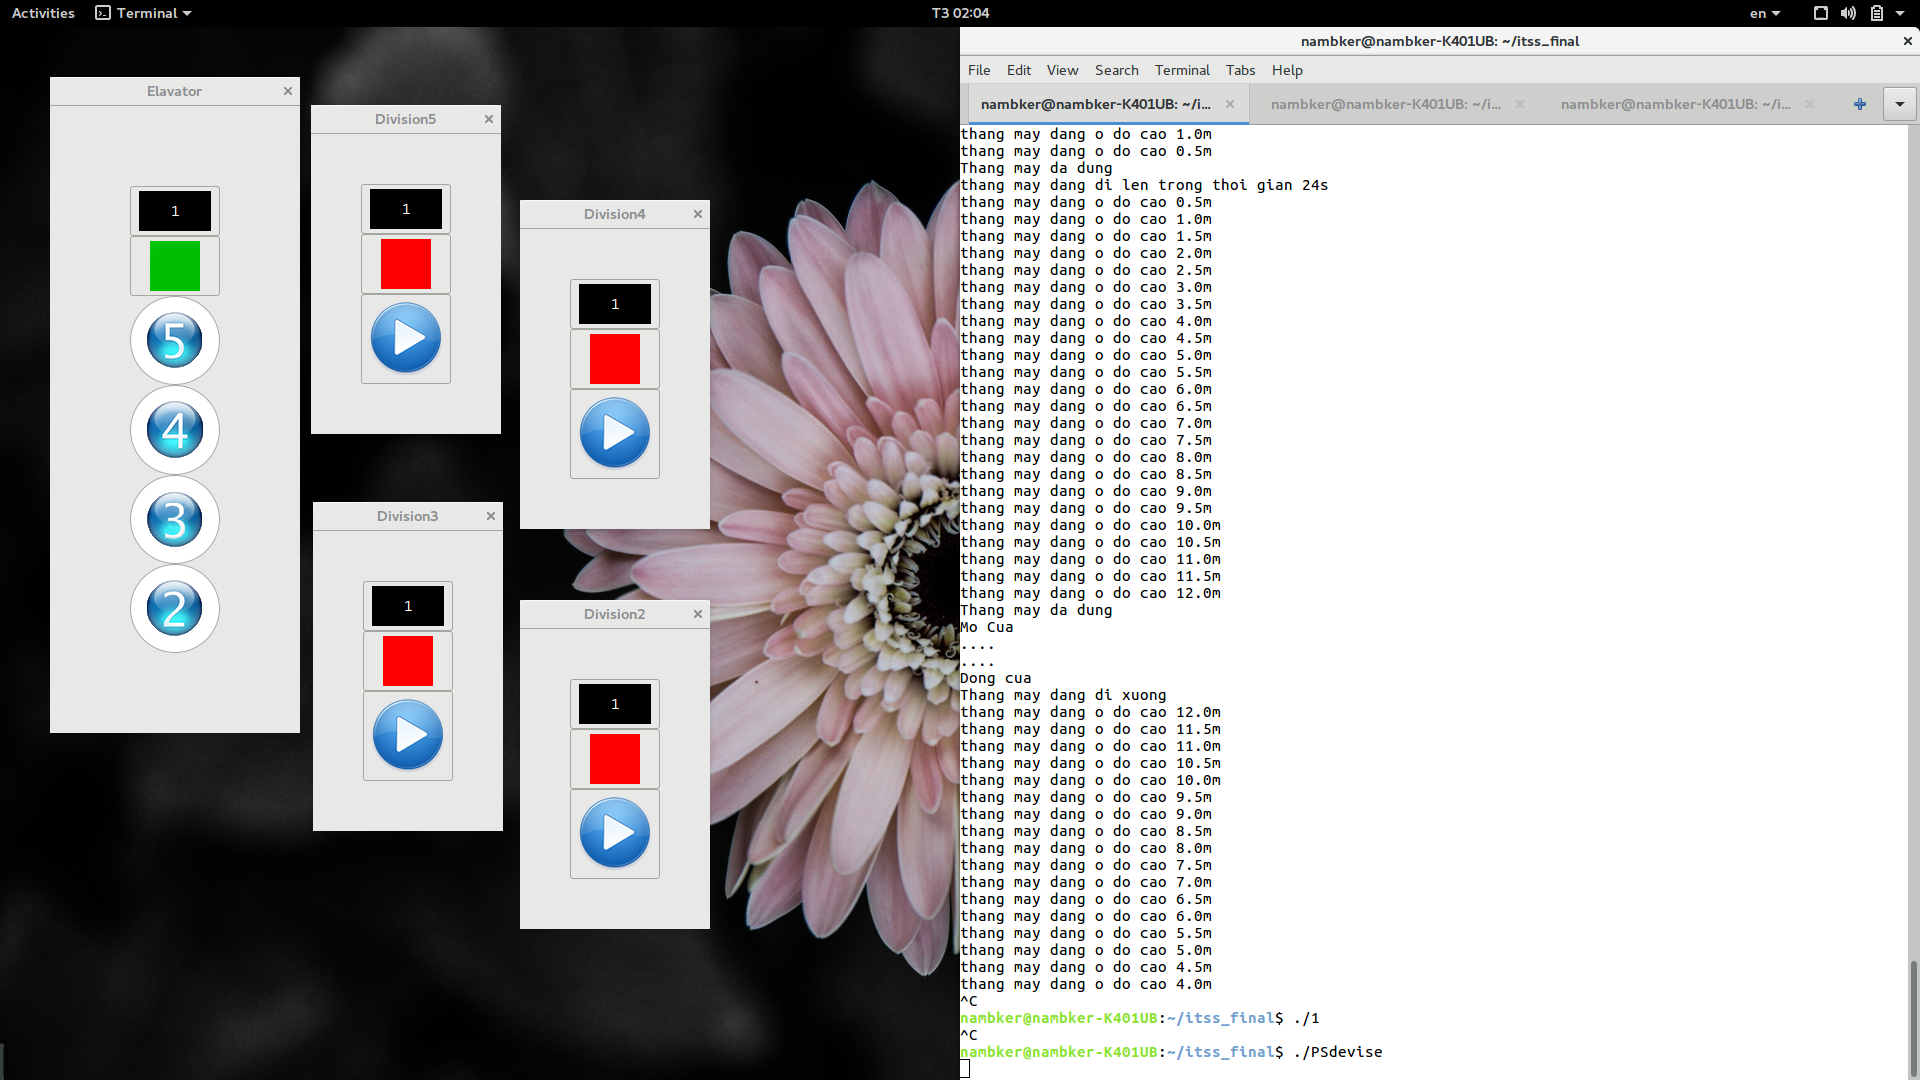 Activities Terminal T3 02:04 en
Elavator
1
5
4
3
2
Division5
1
Division4
1
Division3
1
Division2
1
nambker@nambker-K401UB: ~/itss_final
File Edit View Search Terminal Tabs Help
nambker@nambker-K401UB: ~/i... nambker@nambker-K401UB: ~/i... nambker@nambker-K401UB: ~/i...
thang may dang o do cao 1.0m
thang may dang o do cao 0.5m
Thang may da dung
thang may dang di len trong thoi gian 24s
thang may dang o do cao 0.5m
thang may dang o do cao 1.0m
thang may dang o do cao 1.5m
thang may dang o do cao 2.0m
thang may dang o do cao 2.5m
thang may dang o do cao 3.0m
thang may dang o do cao 3.5m
thang may dang o do cao 4.0m
thang may dang o do cao 4.5m
thang may dang o do cao 5.0m
thang may dang o do cao 5.5m
thang may dang o do cao 6.0m
thang may dang o do cao 6.5m
thang may dang o do cao 7.0m
thang may dang o do cao 7.5m
thang may dang o do cao 8.0m
thang may dang o do cao 8.5m
thang may dang o do cao 9.0m
thang may dang o do cao 9.5m
thang may dang o do cao 10.0m
thang may dang o do cao 10.5m
thang may dang o do cao 11.0m
thang may dang o do cao 11.5m
thang may dang o do cao 12.0m
Thang may da dung
Mo Cua
....
....
Dong cua
Thang may dang di xuong
thang may dang o do cao 12.0m
thang may dang o do cao 11.5m
thang may dang o do cao 11.0m
thang may dang o do cao 10.5m
thang may dang o do cao 10.0m
thang may dang o do cao 9.5m
thang may dang o do cao 9.0m
thang may dang o do cao 8.5m
thang may dang o do cao 8.0m
thang may dang o do cao 7.5m
thang may dang o do cao 7.0m
thang may dang o do cao 6.5m
thang may dang o do cao 6.0m
thang may dang o do cao 5.5m
thang may dang o do cao 5.0m
thang may dang o do cao 4.5m
thang may dang o do cao 4.0m
^C
nambker@nambker-K401UB:~/itss_final$ ./1
^C
nambker@nambker-K401UB:~/itss_final$ ./PSdevise